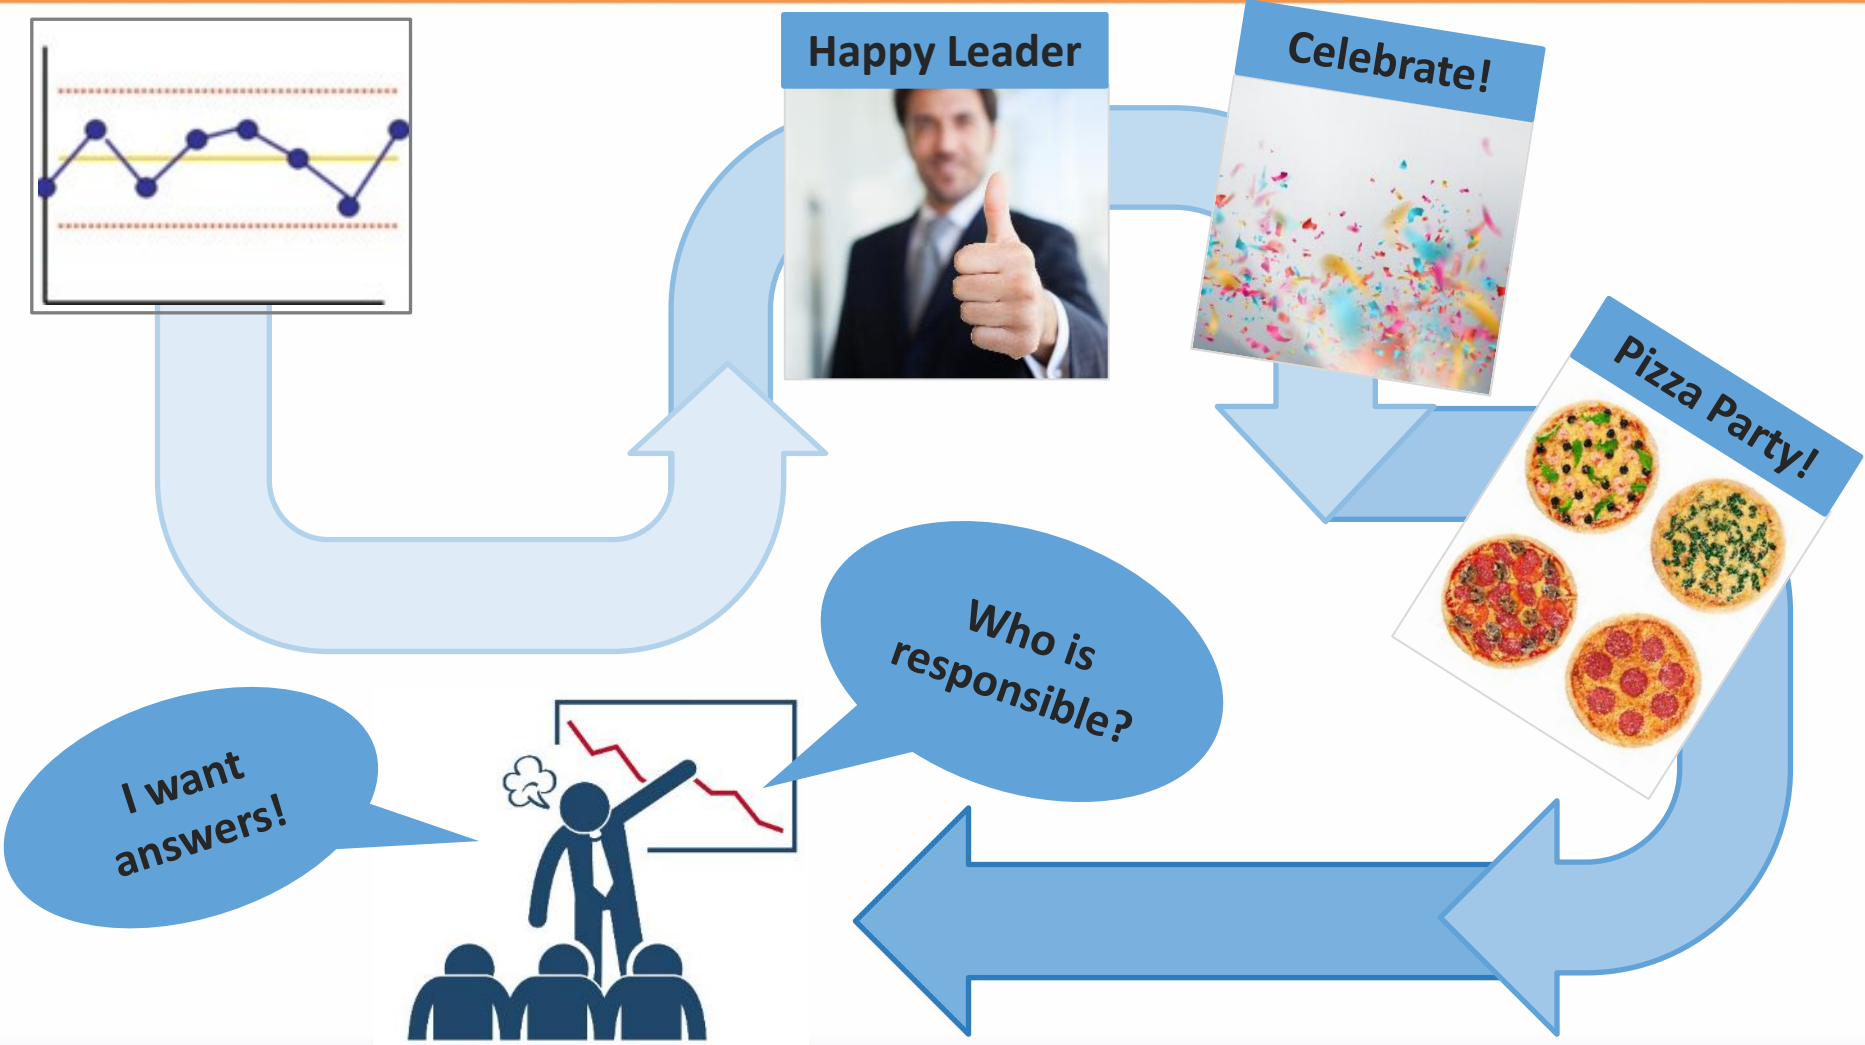 Happy Leader
Celebrate!
Pizza Party!
Who is
responsible?
I want
answers!